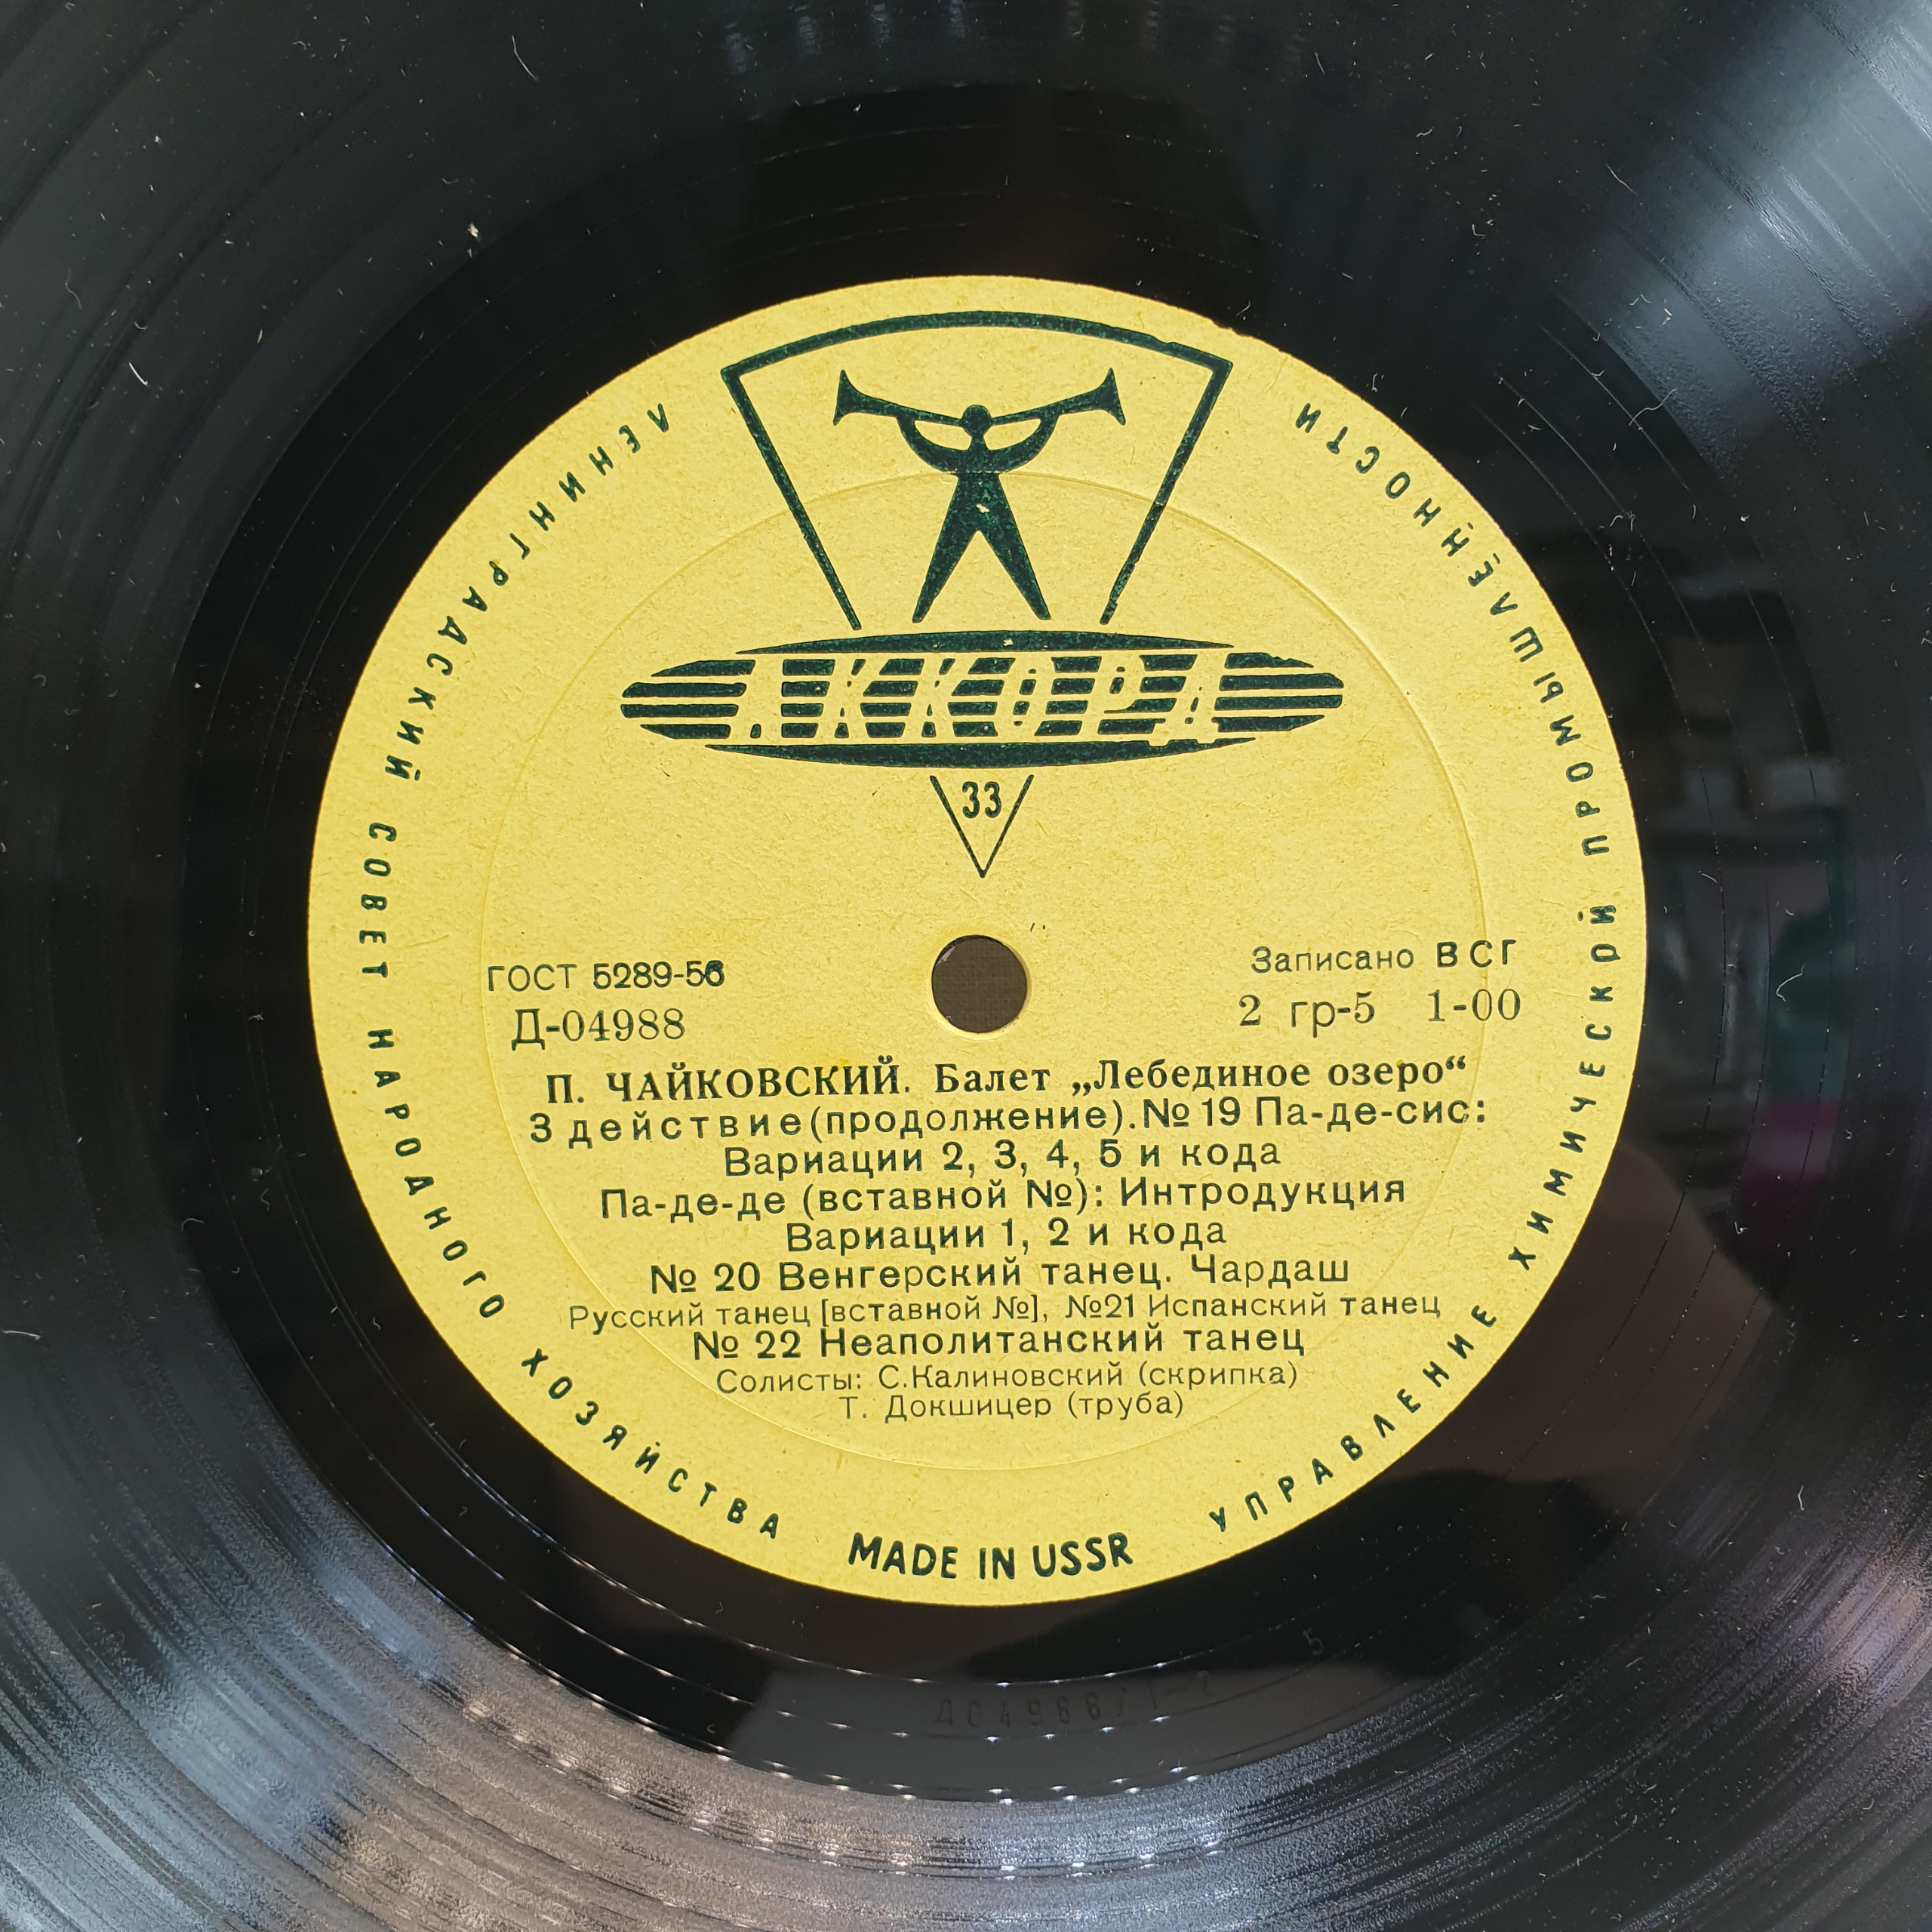 ЛЕНИНГРАДСКИЙ СОВЕТ НАРОДНОГО ХОЗЯЙСТВА
УПРАВЛЕНИЕ ХИМИЧЕСКОЙ ПРОМЫШЛЕННОСТИ
АККОРД
33
ГОСТ 5289-56
Д-04988
Записано ВСГ
2 гр-5 1-00
П. ЧАЙКОВСКИЙ. Балет „Лебединое озеро“
3 действие (продолжение). № 19 Па-де-сис:
Вариации 2, 3, 4, 5 и кода
Па-де-де (вставной №): Интродукция
Вариации 1, 2 и кода
№ 20 Венгерский танец. Чардаш
Русский танец [вставной №], №21 Испанский танец
№ 22 Неаполитанский танец
Солисты: С.Калиновский (скрипка)
Т. Докшицер (труба)
MADE IN USSR
5